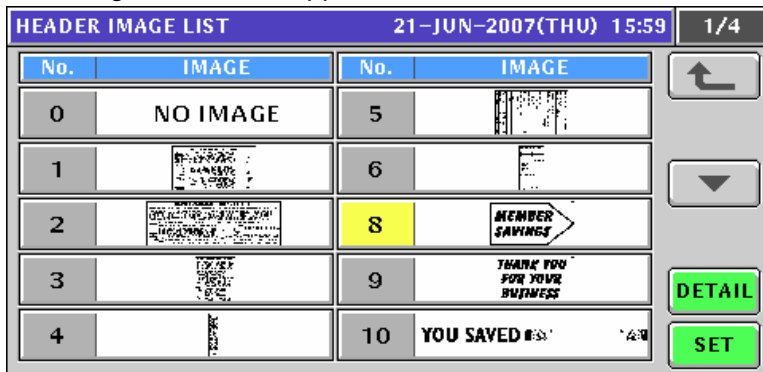 HEADER IMAGE LIST 21-JUN-2007(THU) 15:59 1/4
No. IMAGE No. IMAGE
0 NO IMAGE 5
1 6
2 8 MEMBER
SAVINGS
3 9 THANK YOU
FOR YOUR
BUSINESS
4 10 YOU SAVED
DETAIL
SET